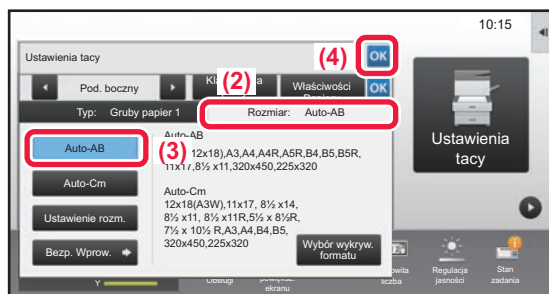 10:15
Ustawienia tacy
(4)
OK
(2)
Pod. boczny
Właściwości
OK
Typ: Gruby papier 1
Rozmiar: Auto-AB
Auto-AB
(3)
Auto-AB
12x18),A3,A4,A4R,A5R,B4,B5,B5R,
11x17,8½ x11,320x450,225x320
Auto-Cm
Auto-Cm
12x18(A3W),11x17, 8½ x14,
8½ x11, 8½ x11R,5½ x 8½R,
7½ x 10½ R,A3,A4,B4,B5,
320x450,225x320
Ustawienie rozm.
Bezp. Wprow.
Wybór wykryw.
formatu
Ustawienia
tacy
Y
Obsługi
ekranu
liczba
Regulacja
jasności
Stan
zadania